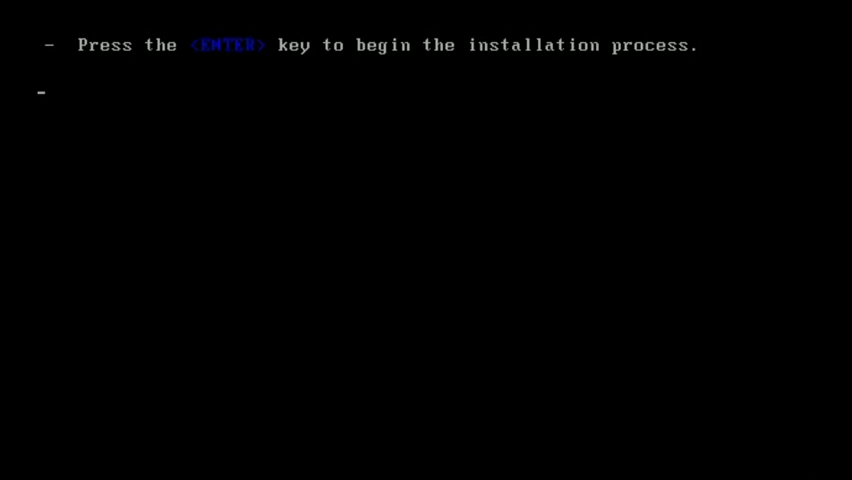 - Press the <ENTER> key to begin the installation process.